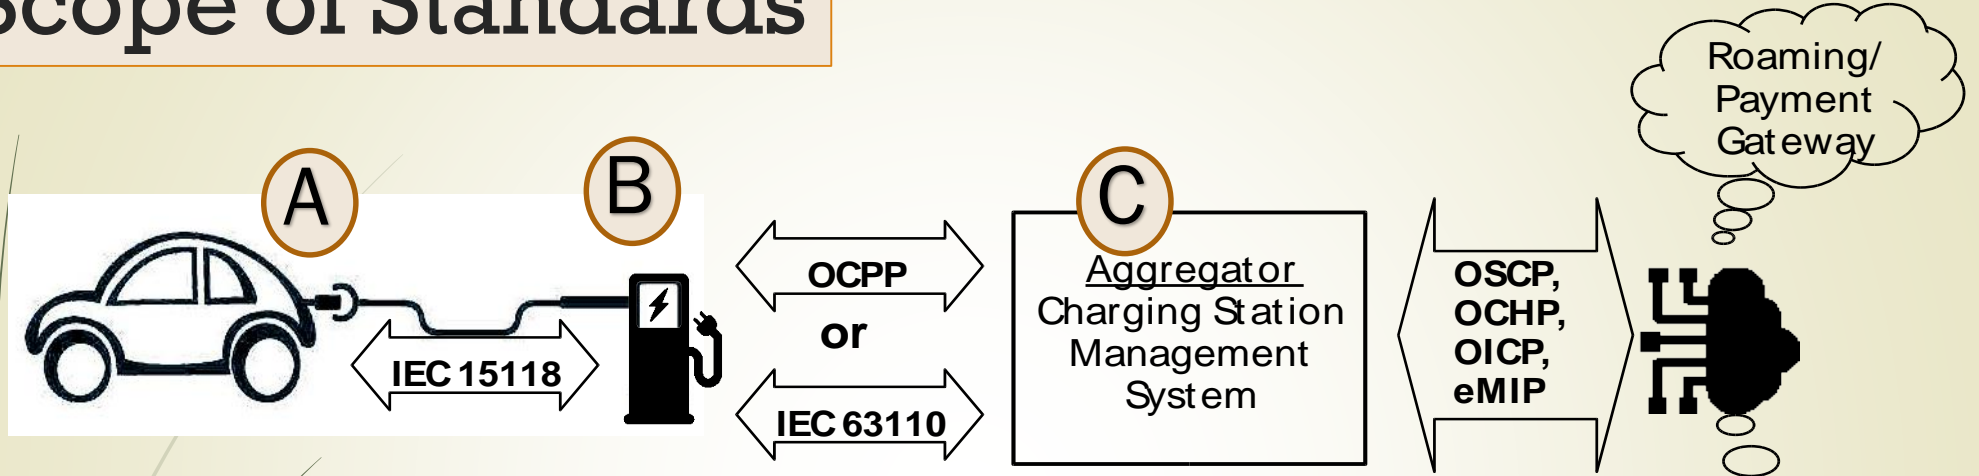 Scope of Standards
Roaming/
Payment
Gateway
A
B
C
IEC 15118
OCPP
or
IEC 63110
Aggregator
Charging Station
Management
System
OSCP,
OCHP,
OICP,
eMIP